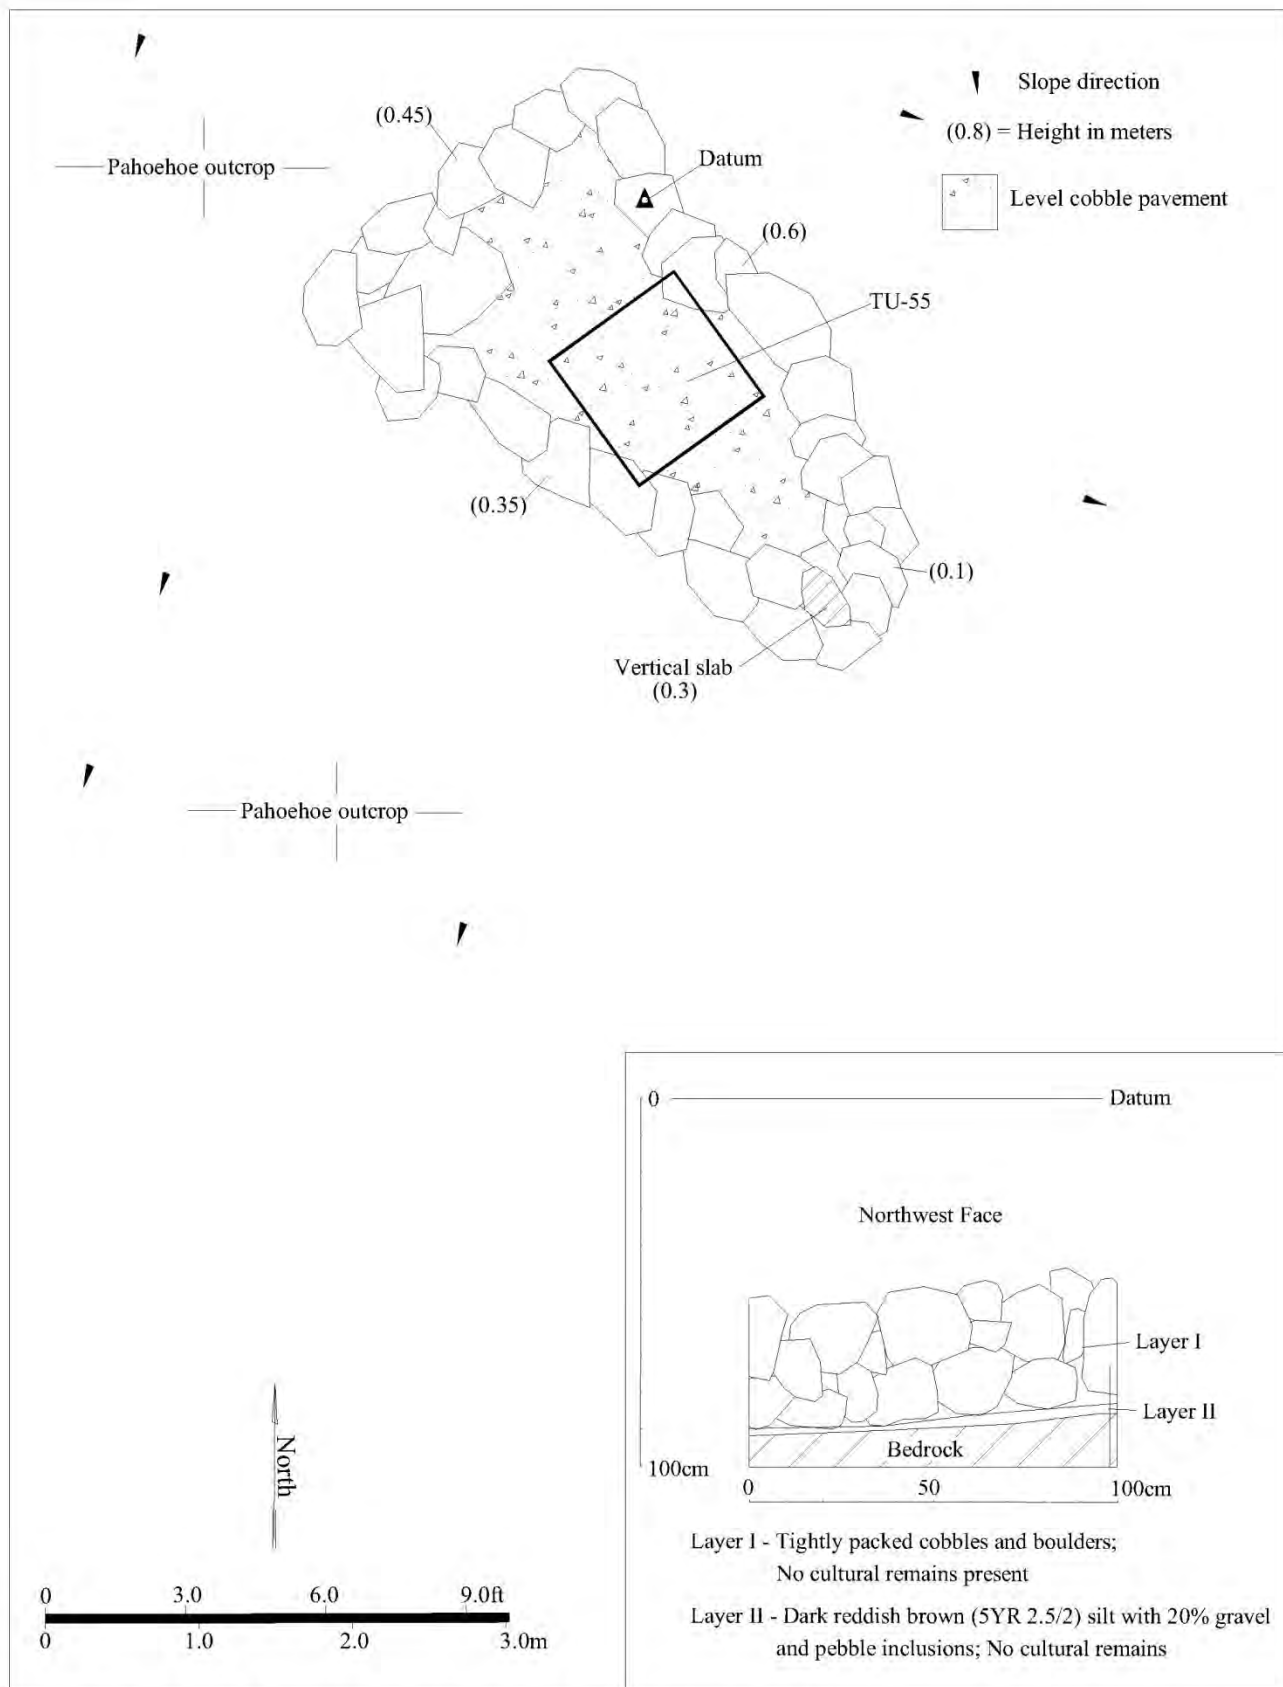 Slope direction
(0.8) = Height in meters
Level cobble pavement
(0.45)
Pahoehoe outcrop
Datum
(0.6)
TU-55
(0.35)
(0.1)
Vertical slab
(0.3)
Pahoehoe outcrop
0
Datum
Northwest Face
Layer I
Layer II
Bedrock
100cm
0 50 100cm
Layer I - Tightly packed cobbles and boulders;
No cultural remains present
Layer II - Dark reddish brown (5YR 2.5/2) silt with 20% gravel
and pebble inclusions; No cultural remains
North
0 3.0 6.0 9.0ft
0 1.0 2.0 3.0m